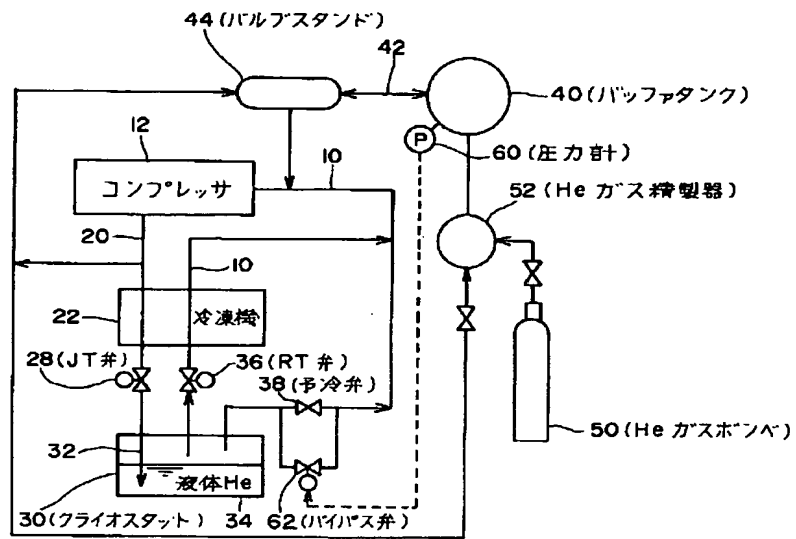 44(バルブスタンド)
42
40(バッファタンク)
12
P
60(圧力計)
コンプレッサ
10
52(Heガス精製器)
20
10
22
冷凍機
28(JT弁)
36(RT弁)
38(予冷弁)
32
50(Heガスボンベ)
液体He
30(クライオスタット)
34
62(バイパス弁)